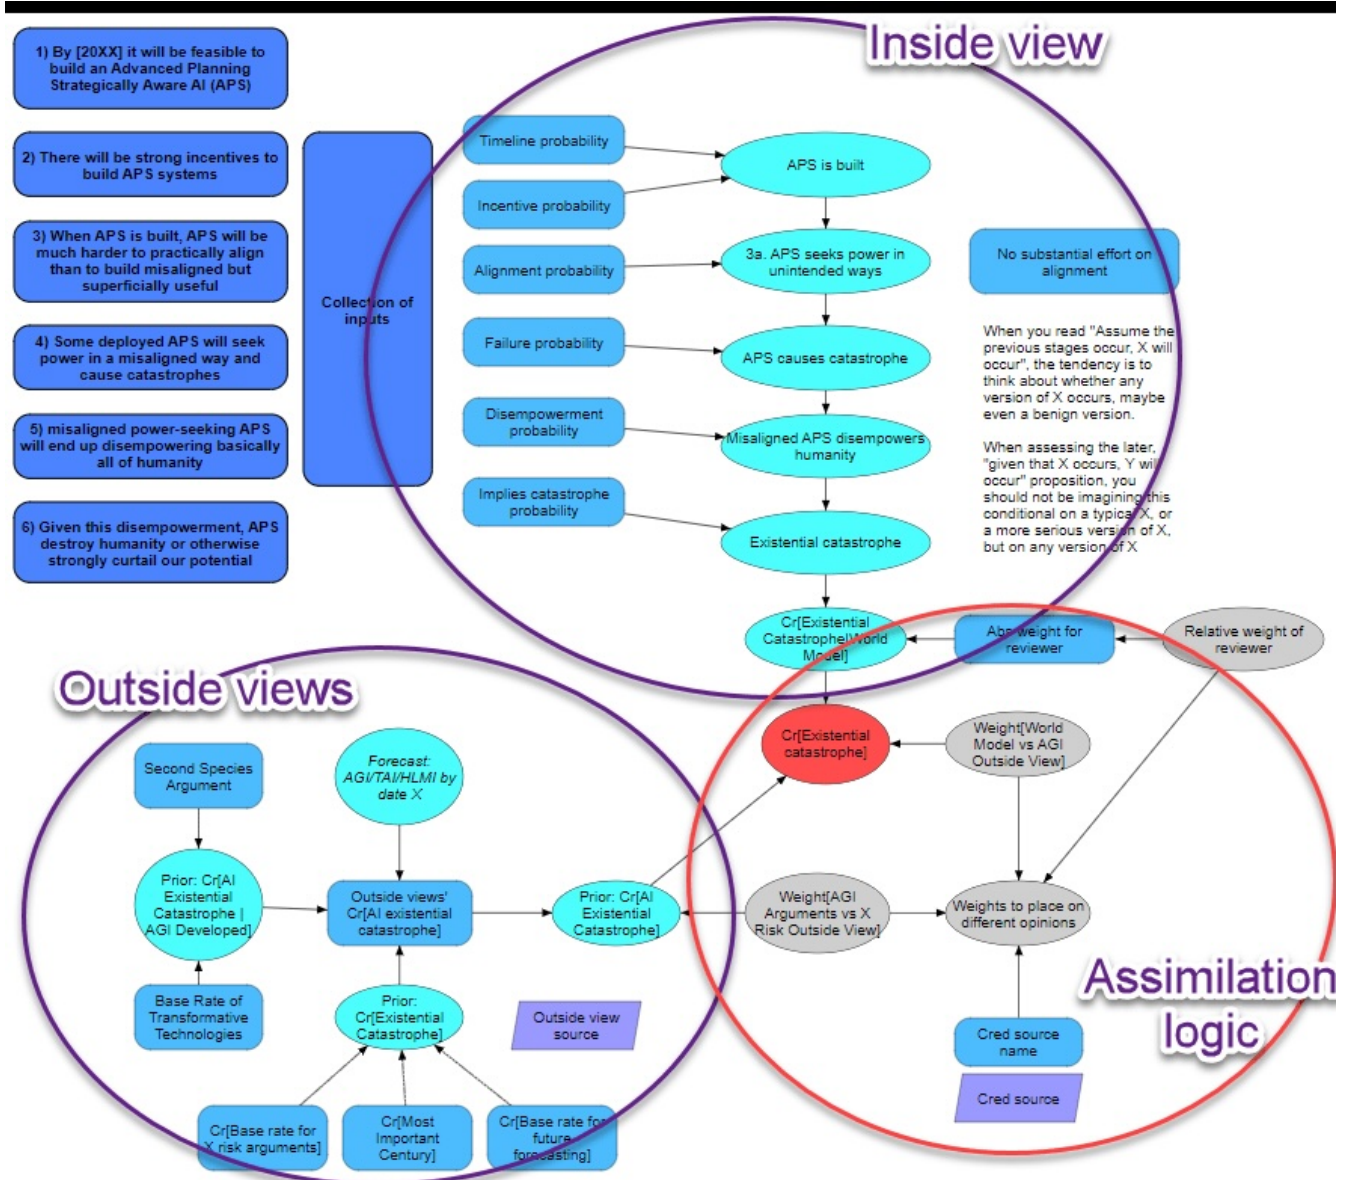 Inside view
1) By [20XX] it will be feasible to
build an Advanced Planning
Strategically Aware AI (APS)
2) There will be strong incentives to
build APS systems
3) When APS is built, APS will be
much harder to practically align
than to build misaligned but
superficially useful
4) Some deployed APS will seek
power in a misaligned way and
cause catastrophes
5) misaligned power-seeking APS
will end up disempowering basically
all of humanity
6) Given this disempowerment, APS
destroy humanity or otherwise
strongly curtail our potential
Collection of
inputs
Timeline probability
Incentive probability
Alignment probability
Failure probability
Disempowerment
probability
Implies catastrophe
probability
APS is built
3a. APS seeks power in
unintended ways
APS causes catastrophe
Misaligned APS disempowers
humanity
Existential catastrophe
Cr[Existential
Catastrophe|World
Model]
No substantial effort on
alignment
When you read "Assume the
previous stages occur, X will
occur", the tendency is to
think about whether any
version of X occurs, maybe
even a benign version.
When assessing the later,
"given that X occurs, Y will
occur" proposition, you
should not be imagining this
conditional on a typical X, or
a more serious version of X,
but on any version of X
Abs weight for
reviewer
Relative weight of
reviewer
Outside views
Second Species
Argument
Forecast:
AGI/TAI/HLMI by
date X
Prior: Cr[AI
Existential
Catastrophe |
AGI Developed]
Outside views'
Cr[AI existential
catastrophe]
Prior: Cr[AI
Existential
Catastrophe]
Base Rate of
Transformative
Technologies
Prior:
Cr[Existential
Catastrophe]
Outside view
source
Cr[Base rate for
X risk arguments]
Cr[Most
Important
Century]
Cr[Base rate for
future
forecasting]
Cr[Existential
catastrophe]
Weight[World
Model vs AGI
Outside View]
Weight[AGI
Arguments vs X
Risk Outside View]
Weights to place on
different opinions
Assimilation
logic
Cred source
name
Cred source